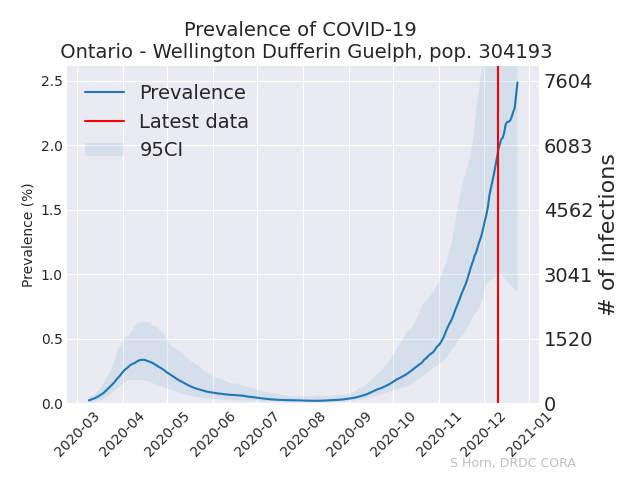 Prevalence of COVID-19
Ontario - Wellington Dufferin Guelph, pop. 304193
Prevalence
Latest data
95CI
Prevalence (%)
2.5
2.0
1.5
1.0
0.5
0.0
7604
6083
4562
3041
1520
0
# of infections
2020-03
2020-04
2020-05
2020-06
2020-07
2020-08
2020-09
2020-10
2020-11
2020-12
2021-01
S Horn, DRDC CORA